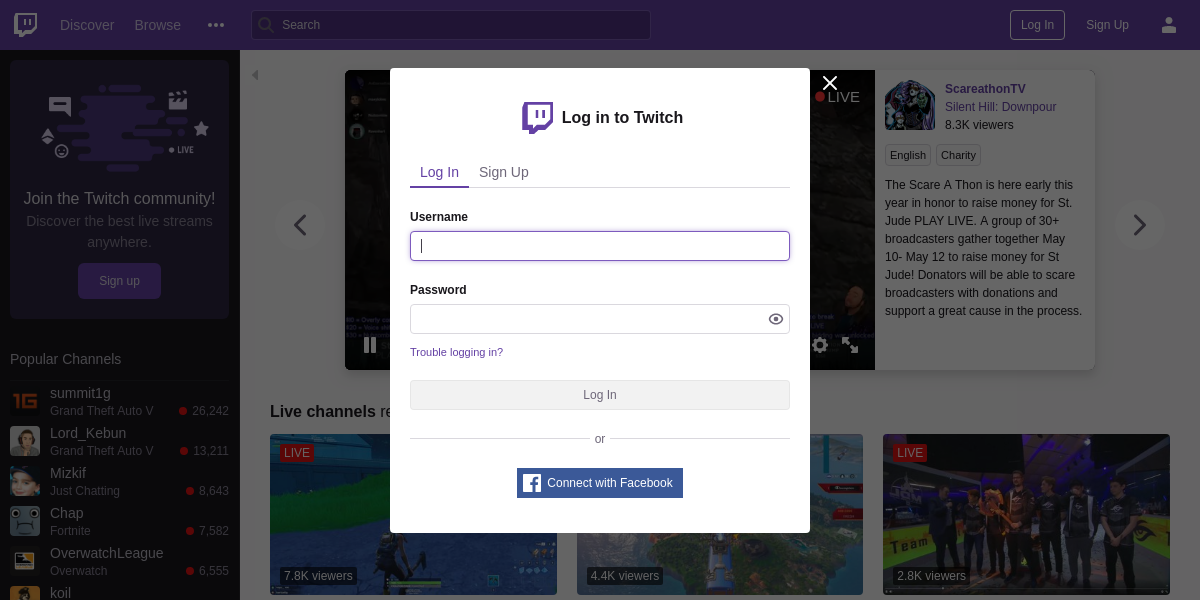 Discover
Browse
•••
Search
Log In
Sign Up
LIVE
Join the Twitch community!
Discover the best live streams
anywhere.
Sign up
Popular Channels
summit1g
Grand Theft Auto V
26,242
Lord_Kebun
Grand Theft Auto V
13,211
Mizkif
Just Chatting
8,643
Chap
Fortnite
7,582
OverwatchLeague
Overwatch
6,555
koil
Log in to Twitch
Log In
Sign Up
Username
Password
Trouble logging in?
Log In
or
Connect with Facebook
LIVE
ScareathonTV
Silent Hill: Downpour
8.3K viewers
English
Charity
The Scare A Thon is here early this
year in honor to raise money for St.
Jude PLAY LIVE. A group of 30+
broadcasters gather together May
10- May 12 to raise money for St
Jude! Donators will be able to scare
broadcasters with donations and
support a great cause in the process.
Live channels
LIVE
7.8K viewers
4.4K viewers
LIVE
Team
2.8K viewers